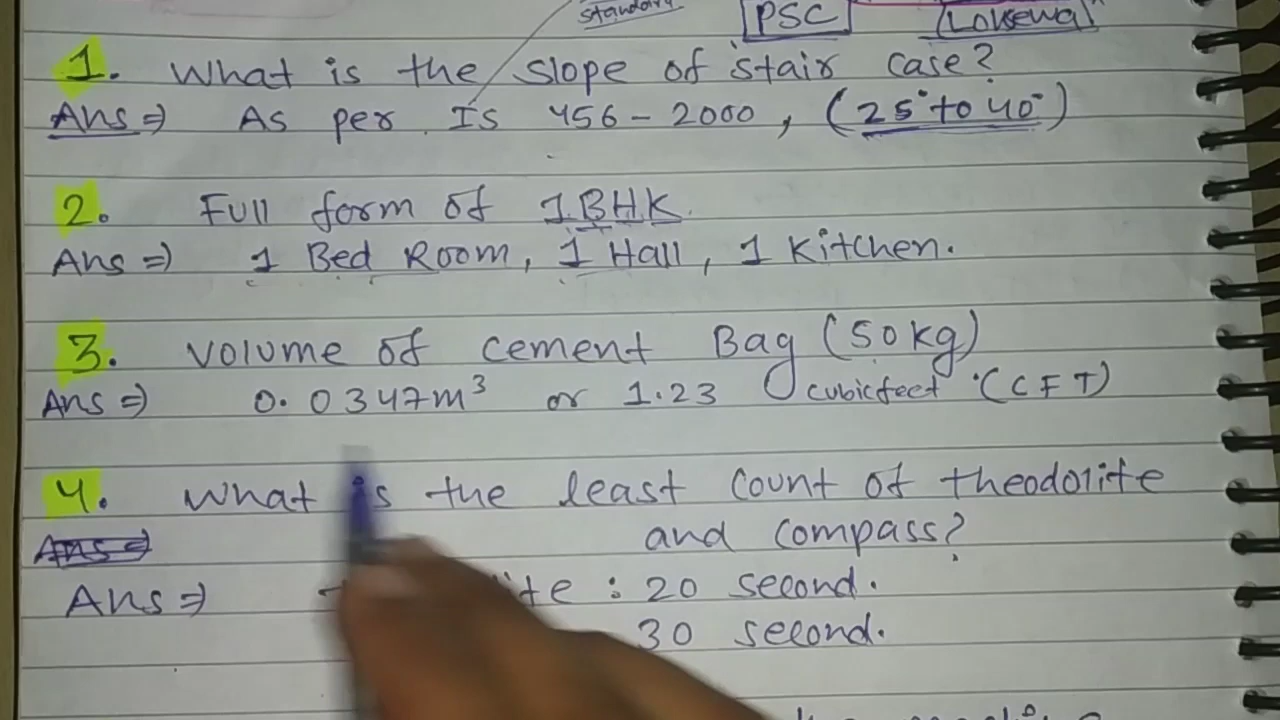 standard PSC Loksewa
1. What is the slope of stair case?
Ans ⇒ As per Is 456-2000, (25° to 40°)
2. Full form of 1BHK.
Ans ⇒ 1 Bed Room, 1 Hall, 1 Kitchen.
3. Volume of cement Bag (50kg)
Ans ⇒ 0.0347m³ or 1.23 cubicfeet (CFT)
4. What is the least count of theodolite
and compass?
Ans ⇒
Ans ⇒ : 20 second.
30 second.